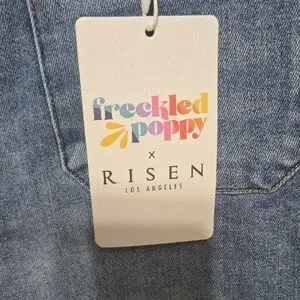 freckled
poppy
x
RISEN
LOS ANGELES